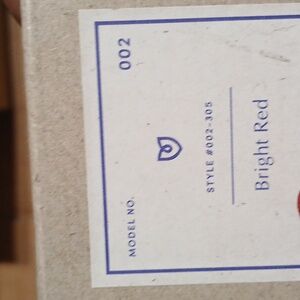 MODEL NO. 002
STYLE #002-305
Bright Red